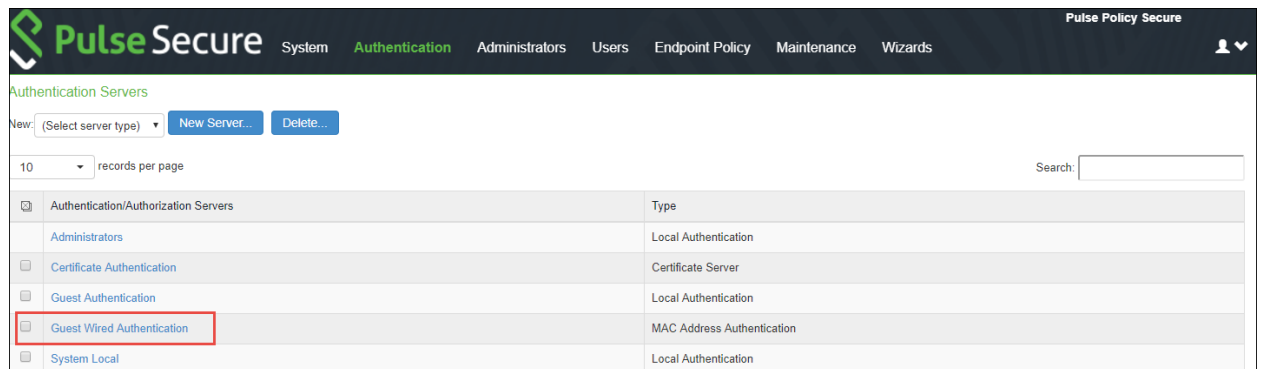 Pulse Policy Secure
Pulse Secure System Authentication Administrators Users Endpoint Policy Maintenance Wizards
Authentication Servers
New: (Select server type) New Server... Delete...
10 records per page Search:
Authentication/Authorization Servers Type
Administrators Local Authentication
Certificate Authentication Certificate Server
Guest Authentication Local Authentication
Guest Wired Authentication MAC Address Authentication
System Local Local Authentication